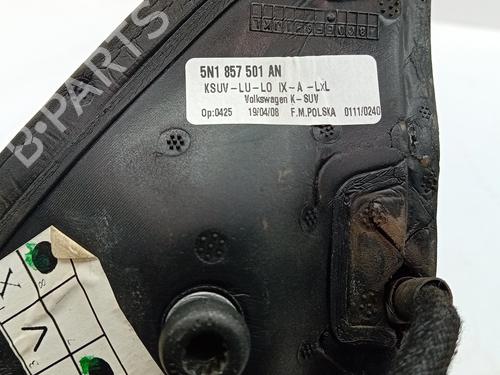 B-PARTS
5N1 857 501 AN
KSUV-LU-LO IX-A -LxL
Volkswagen K-SUV
Op:0425 19/04/08 F.M.POLSKA 0111/0240